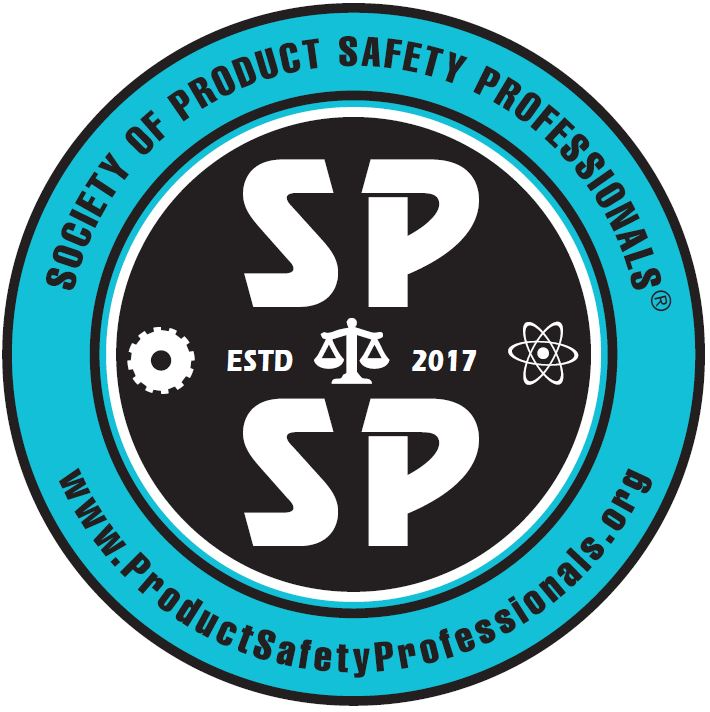 SOCIETY OF PRODUCT SAFETY PROFESSIONALS®
SP
ESTD 2017
SP
www.ProductSafetyProfessionals.org